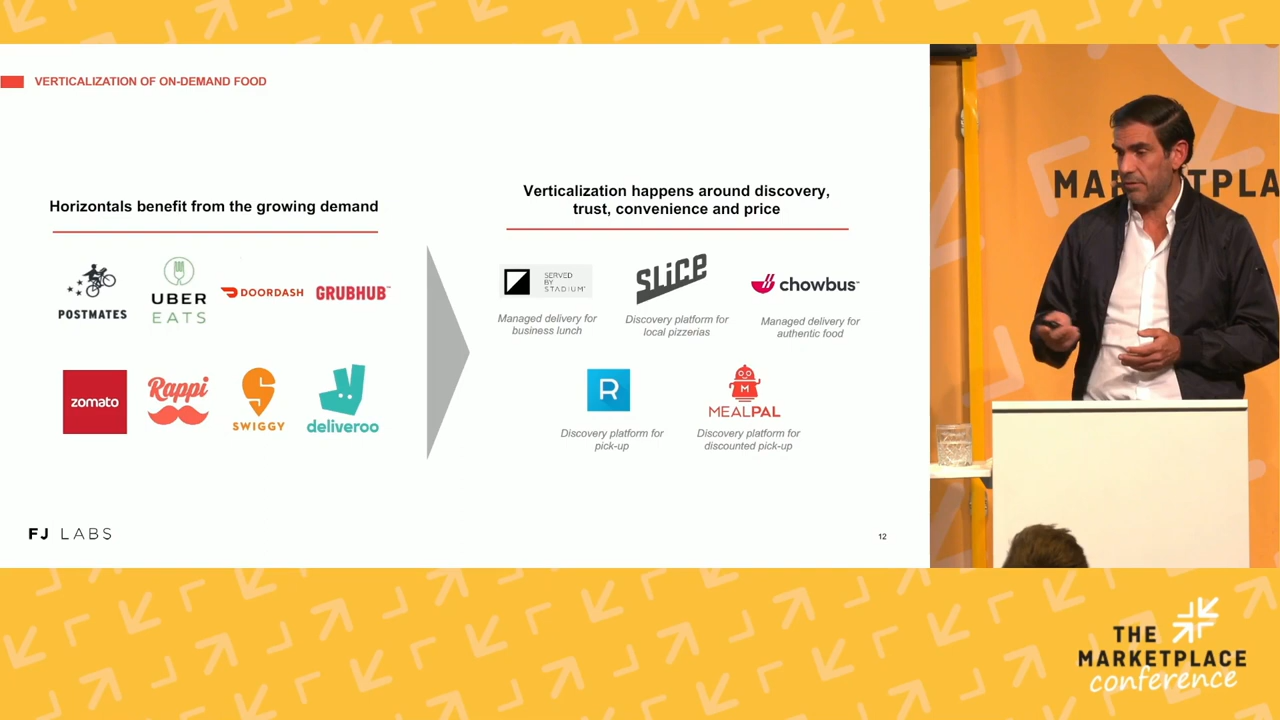 VERTICALIZATION OF ON-DEMAND FOOD
Horizontals benefit from the growing demand
POSTMATES
UBER
EATS
DOORDASH
GRUBHUB™
zomato
Rappi
SWIGGY
deliveroo
Verticalization happens around discovery,
trust, convenience and price
SERVED
BY
STADIUM
Managed delivery for
business lunch
SLiCE
Discovery platform for
local pizzerias
chowbus
Managed delivery for
authentic food
R
Discovery platform for
pick-up
M
MEALPAL
Discovery platform for
discounted pick-up
FJ LABS
12
MARKETPLA
THE
MARKETPLACE
conference